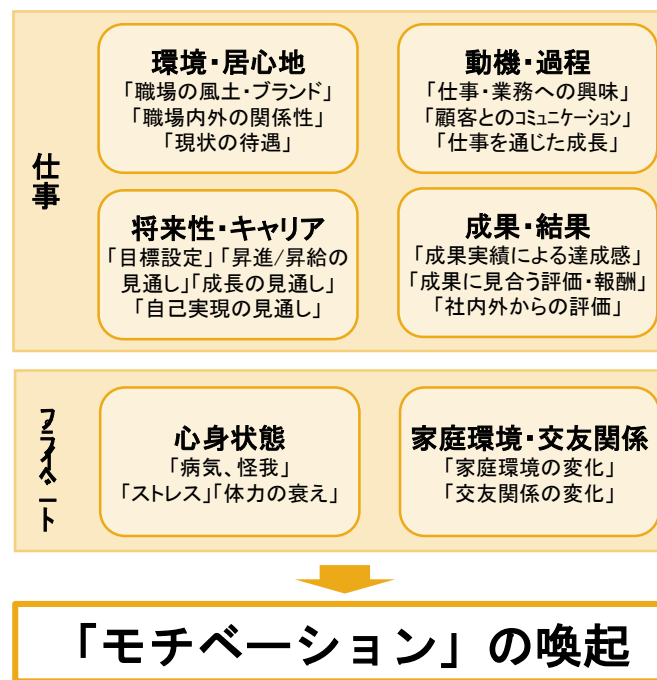 仕事
環境・居心地
「職場の風土・ブランド」
「職場内外の関係性」
「現状の待遇」
動機・過程
「仕事・業務への興味」
「顧客とのコミュニケーション」
「仕事を通じた成長」
将来性・キャリア
「目標設定」「昇進/昇給の
見通し」「成長の見通し」
「自己実現の見通し」
成果・結果
「成果実績による達成感」
「成果に見合う評価・報酬」
「社内外からの評価」
プライベート
心身状態
「病気、怪我」
「ストレス」「体力の衰え」
家庭環境・交友関係
「家庭環境の変化」
「交友関係の変化」
「モチベーション」の喚起